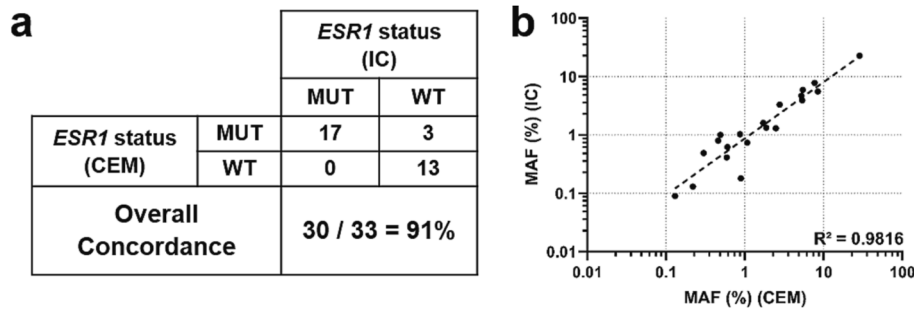 a
ESR1 status
(IC)
MUT WT
ESR1 status
(CEM)
MUT 17 3
WT 0 13
Overall
Concordance
30 / 33 = 91%
b
MAF (%) (IC)
100
10
1
0.1
0.01
R² = 0.9816
0.01 0.1 1 10 100
MAF (%) (CEM)